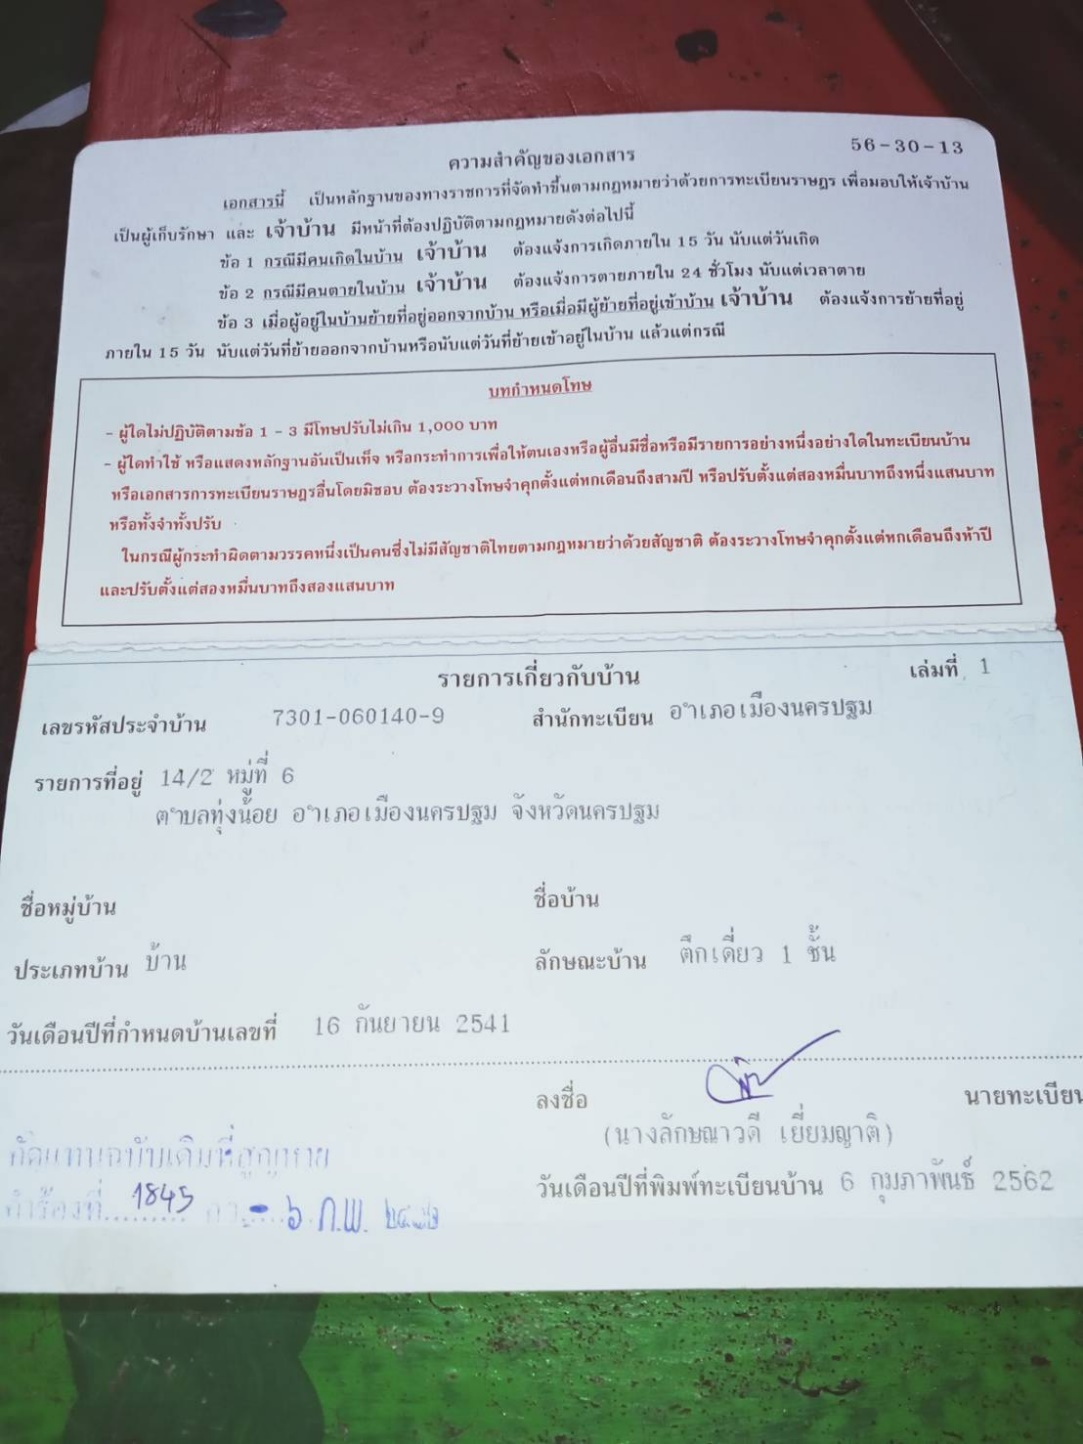 56-30-13
ความสำคัญของเอกสาร
เอกสารนี้ เป็นหลักฐานของทางราชการที่จัดทำขึ้นตามกฎหมายว่าด้วยการทะเบียนราษฎร เพื่อมอบให้เจ้าบ้าน
เป็นผู้เก็บรักษา และ เจ้าบ้าน มีหน้าที่ต้องปฏิบัติตามกฎหมายดังต่อไปนี้
ข้อ 1 กรณีมีคนเกิดในบ้าน เจ้าบ้าน ต้องแจ้งการเกิดภายใน 15 วัน นับแต่วันเกิด
ข้อ 2 กรณีมีคนตายในบ้าน เจ้าบ้าน ต้องแจ้งการตายภายใน 24 ชั่วโมง นับแต่เวลาตาย
ข้อ 3 เมื่อผู้อยู่ในบ้านย้ายที่อยู่ออกจากบ้าน หรือเมื่อมีผู้ย้ายที่อยู่เข้าบ้าน เจ้าบ้าน ต้องแจ้งการย้ายที่อยู่
ภายใน 15 วัน นับแต่วันที่ย้ายออกจากบ้านหรือนับแต่วันที่ย้ายเข้าอยู่ในบ้าน แล้วแต่กรณี
บทกำหนดโทษ
- ผู้ใดไม่ปฏิบัติตามข้อ 1 - 3 มีโทษปรับไม่เกิน 1,000 บาท
- ผู้ใดทำใช้ หรือแสดงหลักฐานอันเป็นเท็จ หรือกระทำการเพื่อให้ตนเองหรือผู้อื่นมีชื่อหรือมีรายการอย่างหนึ่งอย่างใดในทะเบียนบ้าน
หรือเอกสารการทะเบียนราษฎรอื่นโดยมิชอบ ต้องระวางโทษจำคุกตั้งแต่หกเดือนถึงสามปี หรือปรับตั้งแต่สองหมื่นบาทถึงหนึ่งแสนบาท
หรือทั้งจำทั้งปรับ
ในกรณีผู้กระทำผิดตามวรรคหนึ่งเป็นคนซึ่งไม่มีสัญชาติไทยตามกฎหมายว่าด้วยสัญชาติ ต้องระวางโทษจำคุกตั้งแต่หกเดือนถึงห้าปี
และปรับตั้งแต่สองหมื่นบาทถึงสองแสนบาท
รายการเกี่ยวกับบ้าน เล่มที่ 1
เลขรหัสประจำบ้าน 7301-060140-9 สำนักทะเบียน อำเภอเมืองนครปฐม
รายการที่อยู่ 14/2 หมู่ที่ 6
ตำบลทุ่งน้อย อำเภอเมืองนครปฐม จังหวัดนครปฐม
ชื่อหมู่บ้าน ชื่อบ้าน
ประเภทบ้าน บ้าน ลักษณะบ้าน ตึกเดี่ยว 1 ชั้น
วันเดือนปีที่กำหนดบ้านเลขที่ 16 กันยายน 2541
ลงชื่อ นายทะเบียน
(นางลักษณาวดี เยี่ยมญาติ)
วันเดือนปีที่พิมพ์ทะเบียนบ้าน 6 กุมภาพันธ์ 2562
คัดแทนฉบับเดิมที่สูญหาย
คำร้องที่ 1845 - ๖ ก.พ.